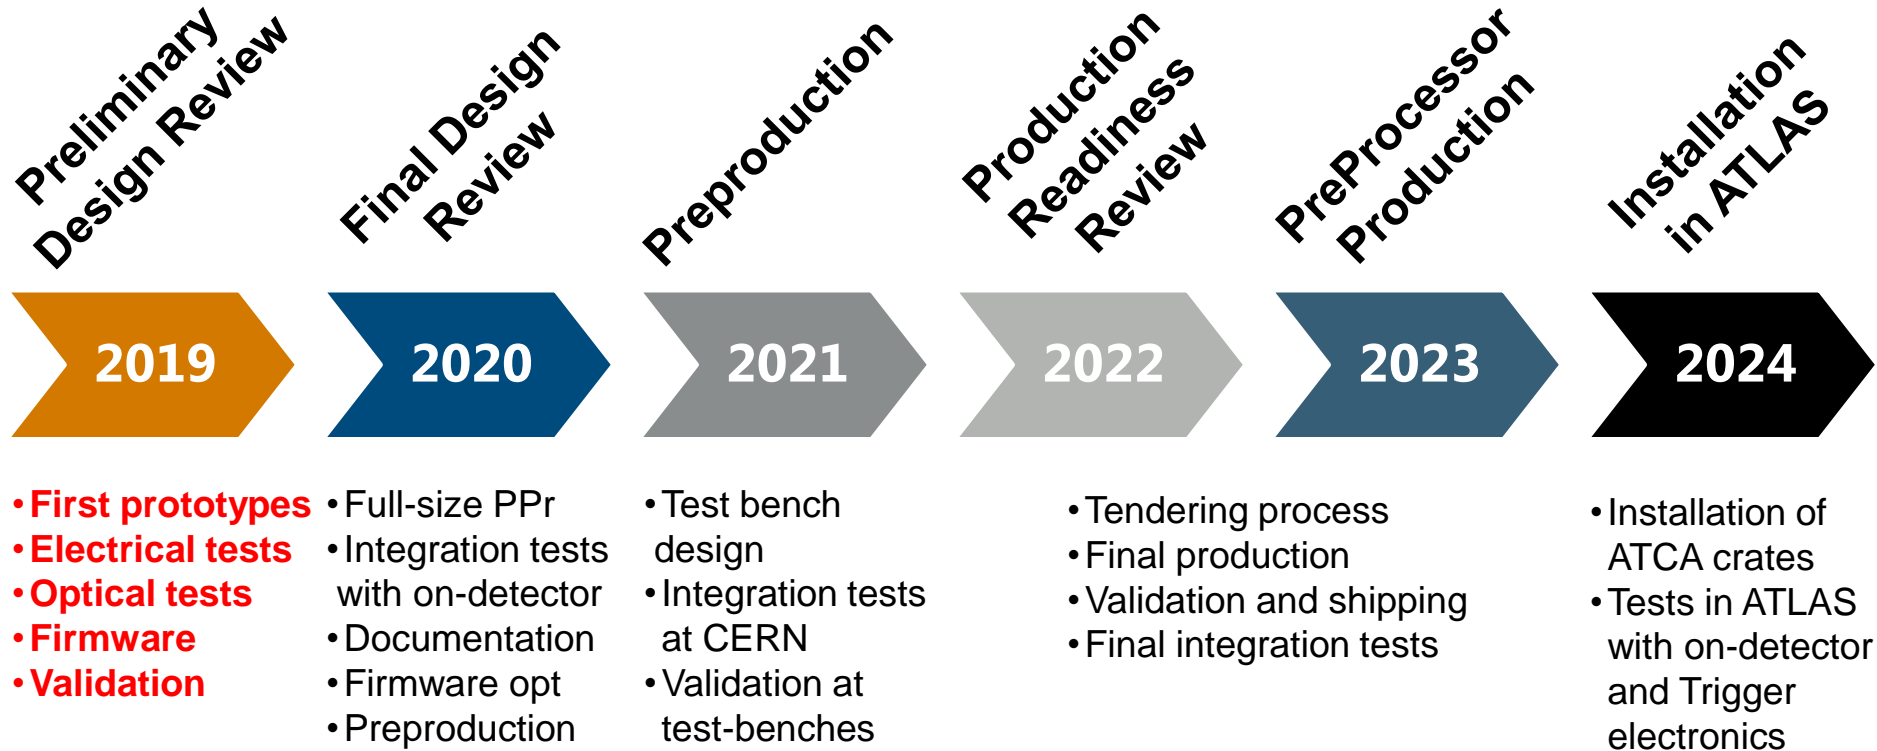 Preliminary
Design Review
Final Design
Review
Preproduction
Production
Readiness
Review
PreProcessor
Production
Installation
in ATLAS
2019
2020
2021
2022
2023
2024
•First prototypes
•Electrical tests
•Optical tests
•Firmware
•Validation
•Full-size PPr
•Integration tests
with on-detector
•Documentation
•Firmware opt
•Preproduction
•Test bench
design
•Integration tests
at CERN
•Validation at
test-benches
•Tendering process
•Final production
•Validation and shipping
•Final integration tests
•Installation of
ATCA crates
•Tests in ATLAS
with on-detector
and Trigger
electronics